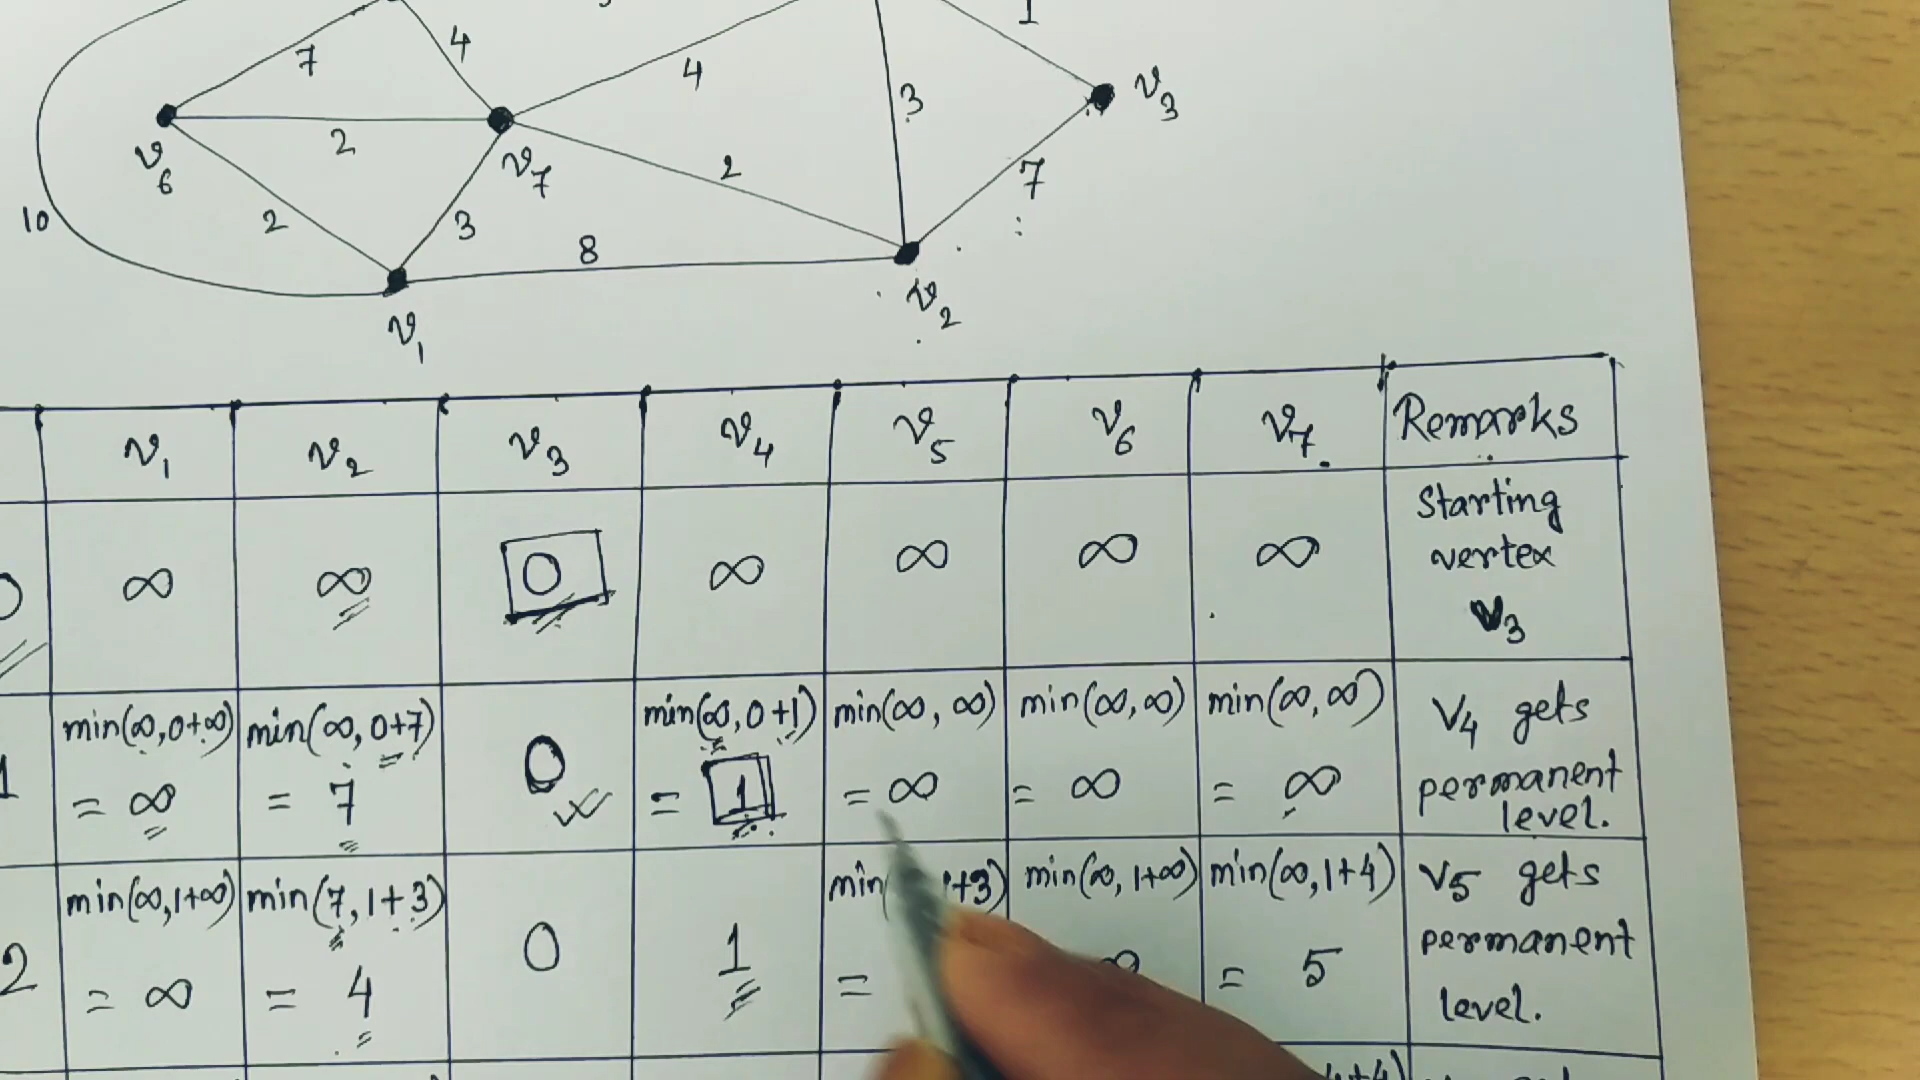 1
7
4
4
3
v3
2
v6
v7
2
7
10
2
3
8
v2
v1
v1 v2 v3 v4 v5 v6 v7 Remarks
0 ∞ ∞ 0 ∞ ∞ ∞ ∞ Starting
vertex
v3
min(∞,0+∞) min(∞,0+7) min(∞,0+1) min(∞,∞) min(∞,∞) min(∞,∞) V4 gets
1 = ∞ = 7 0 = 1 = ∞ = ∞ = ∞ permanent
level.
min(∞,1+∞) min(7,1+3) min 1+3) min(∞,1+∞) min(∞,1+4) V5 gets
2 = ∞ = 4 0 1 = ∞ = 5 permanent
level.